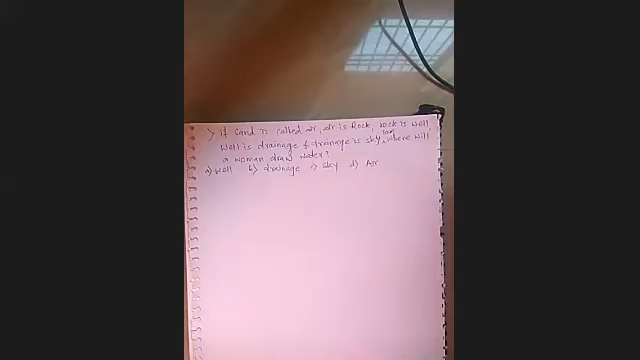 > if Sand is called air, air is Rock, rock is well
well is drainage & drainage is sky, where will
a woman draw water?
a) Well b) drainage c) Sky d) Air